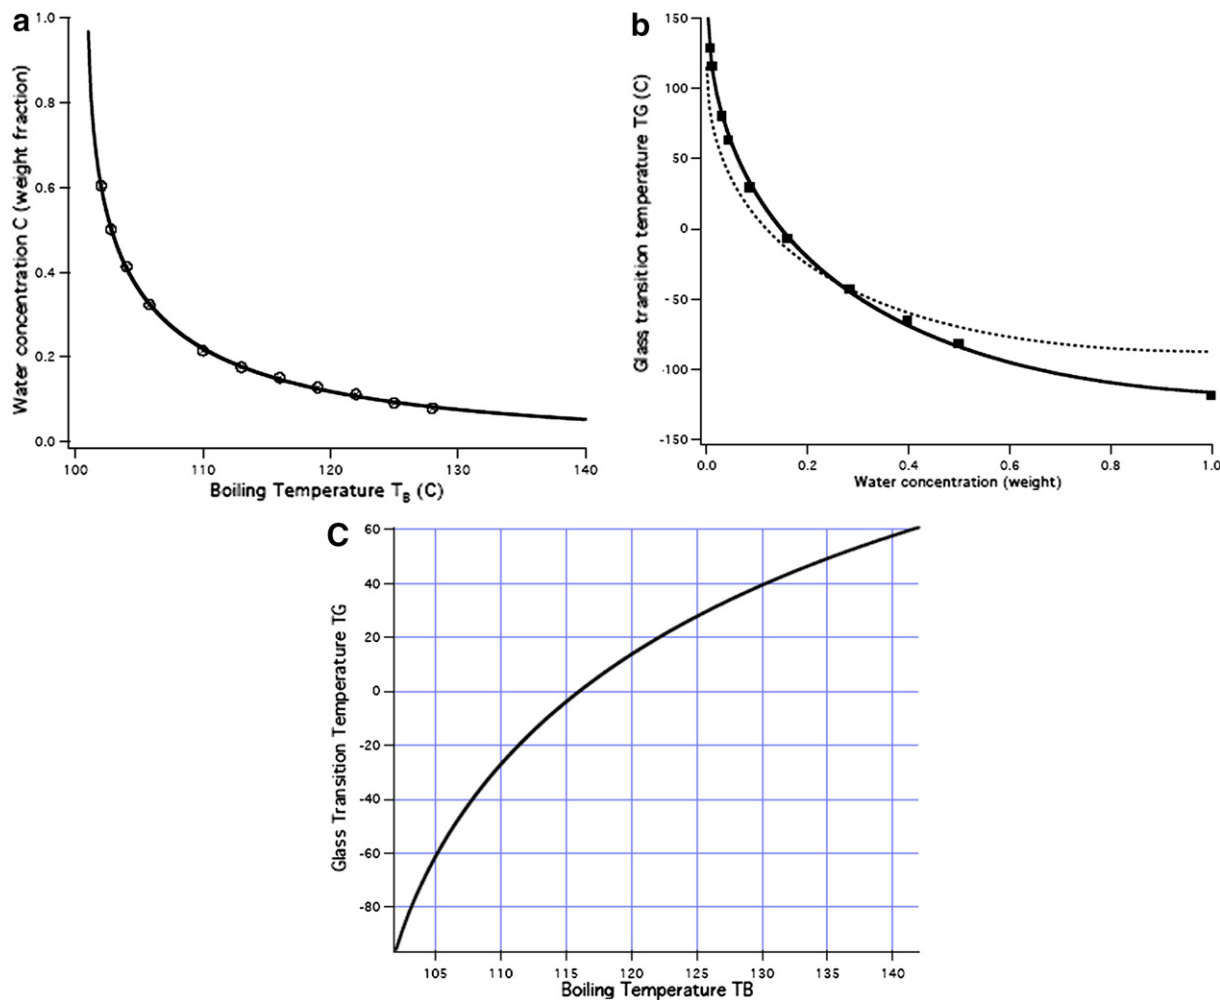 a
Water concentration C (weight fraction)
1.0
0.8
0.6
0.4
0.2
0.0
100 110 120 130 140
Boiling Temperature TB (C)
b
Glass transition temperature TG (C)
150
100
50
0
-50
-100
-150
0.0 0.2 0.4 0.6 0.8 1.0
Water concentration (weight)
C
Glass Transition Temperature TG
60
40
20
0
-20
-40
-60
-80
105 110 115 120 125 130 135 140
Boiling Temperature TB